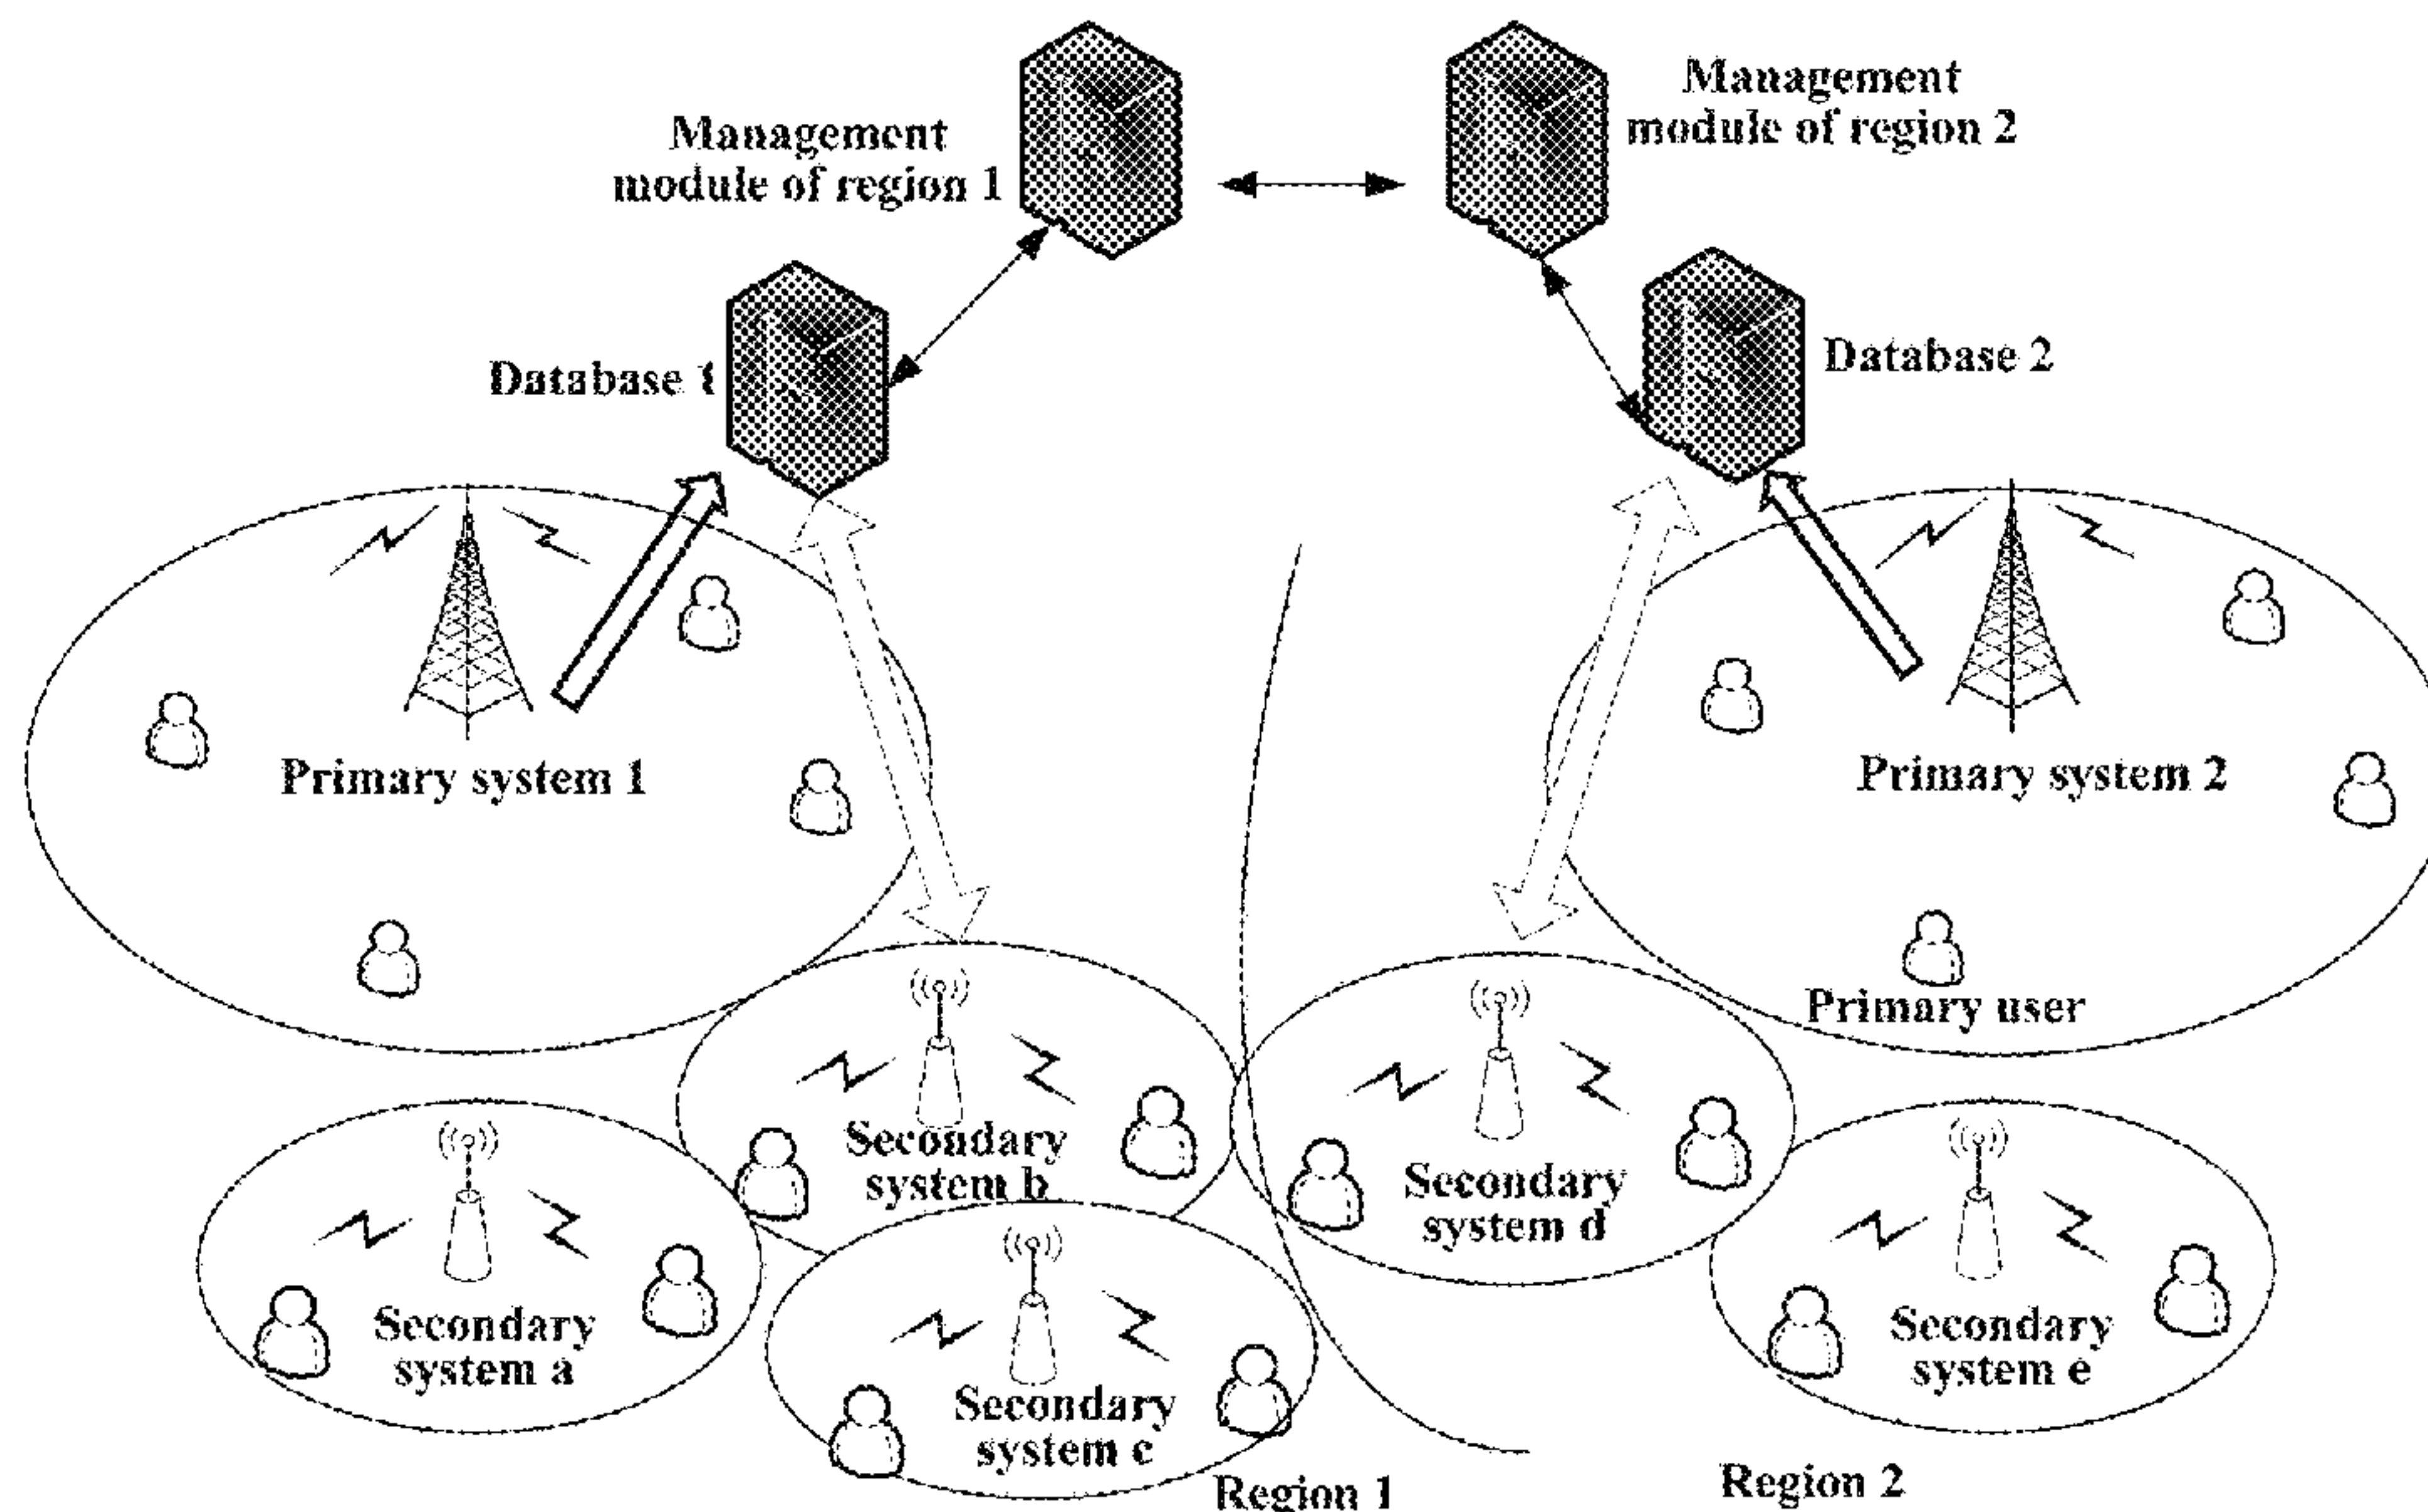 Management
module of region 1
Management
module of region 2
Database 1
Database 2
Primary system 1
Primary system 2
Primary user
Secondary
system b
Secondary
system d
Secondary
system a
Secondary
system c
Secondary
system e
Region 1
Region 2